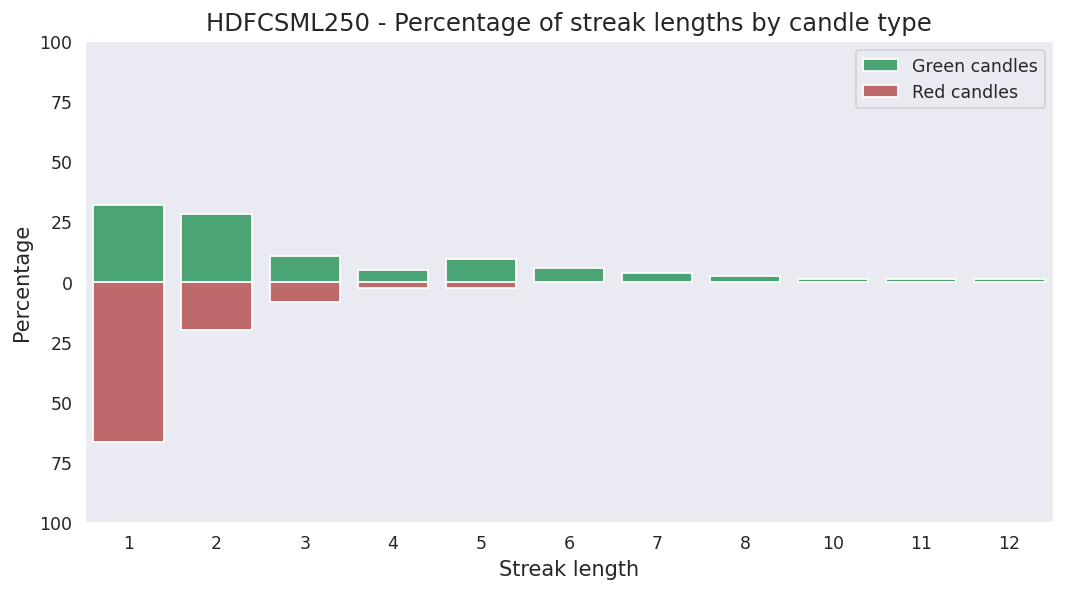 HDFCSML250 - Percentage of streak lengths by candle type
Green candles
Red candles
Percentage
100
75
50
25
0
25
50
75
100
1 2 3 4 5 6 7 8 10 11 12
Streak length